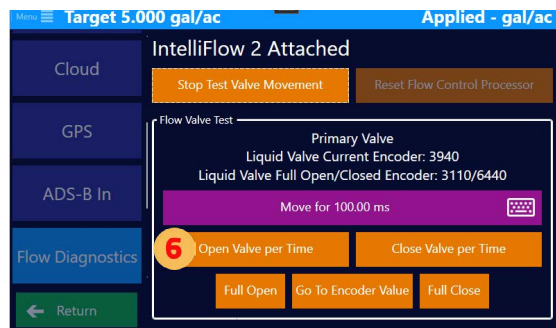 Menu Target 5.000 gal/ac Applied - gal/ac
IntelliFlow 2 Attached
Cloud
Stop Test Valve Movement Reset Flow Control Processor
Flow Valve Test
GPS
Primary Valve
Liquid Valve Current Encoder: 3940
Liquid Valve Full Open/Closed Encoder: 3110/6440
ADS-B In
Move for 100.00 ms
6 Open Valve per Time Close Valve per Time
Flow Diagnostics
Full Open Go To Encoder Value Full Close
Return